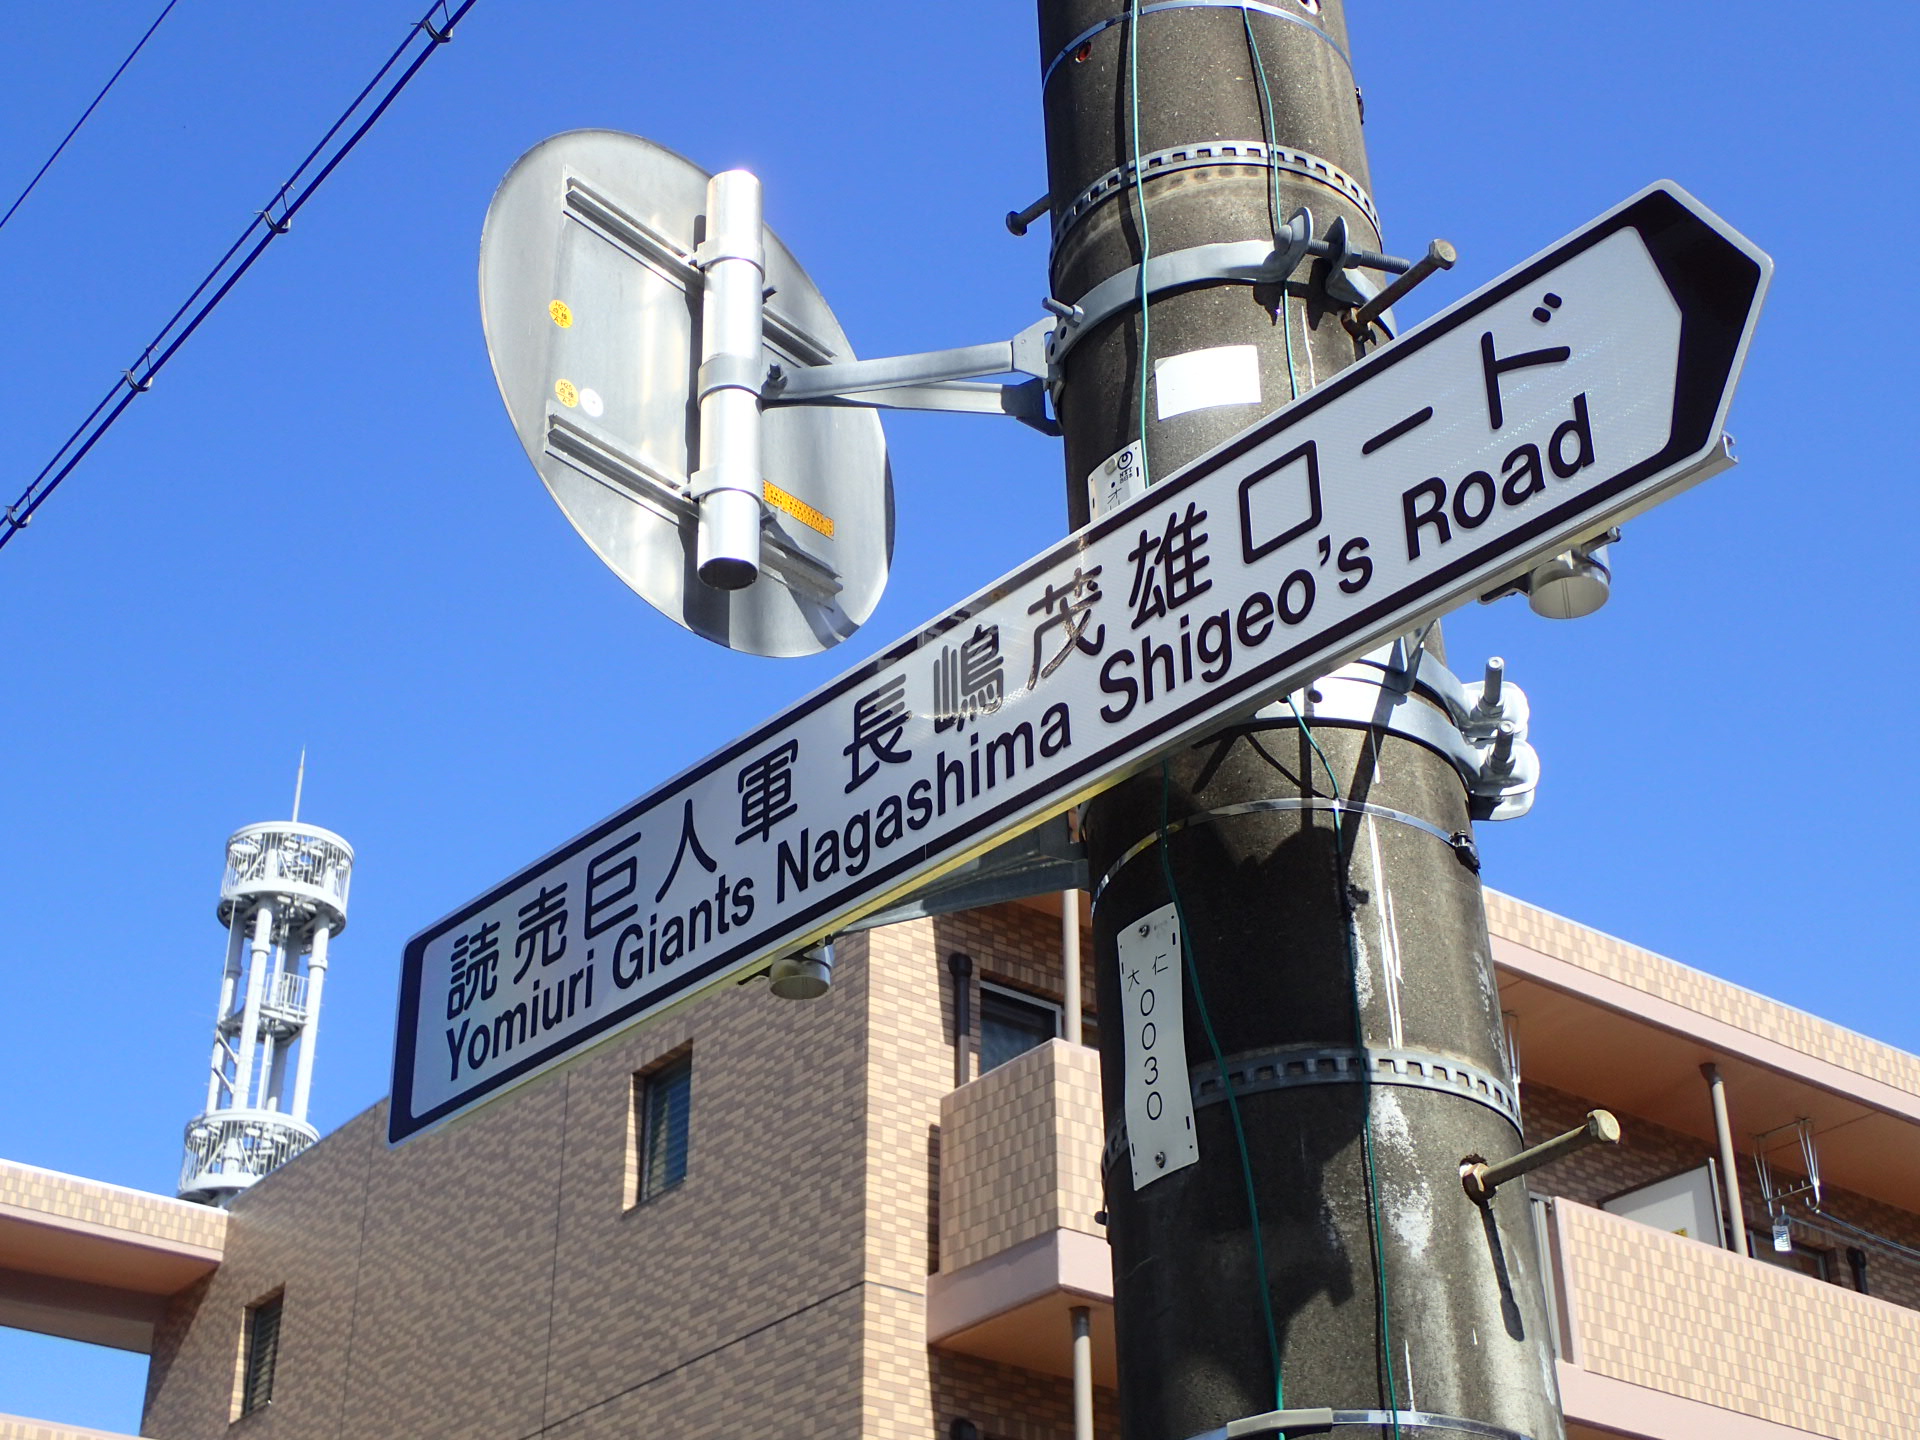 読売巨人軍 長嶋茂雄ロード
Yomiuri Giants Nagashima Shigeo's Road
大仁
0030